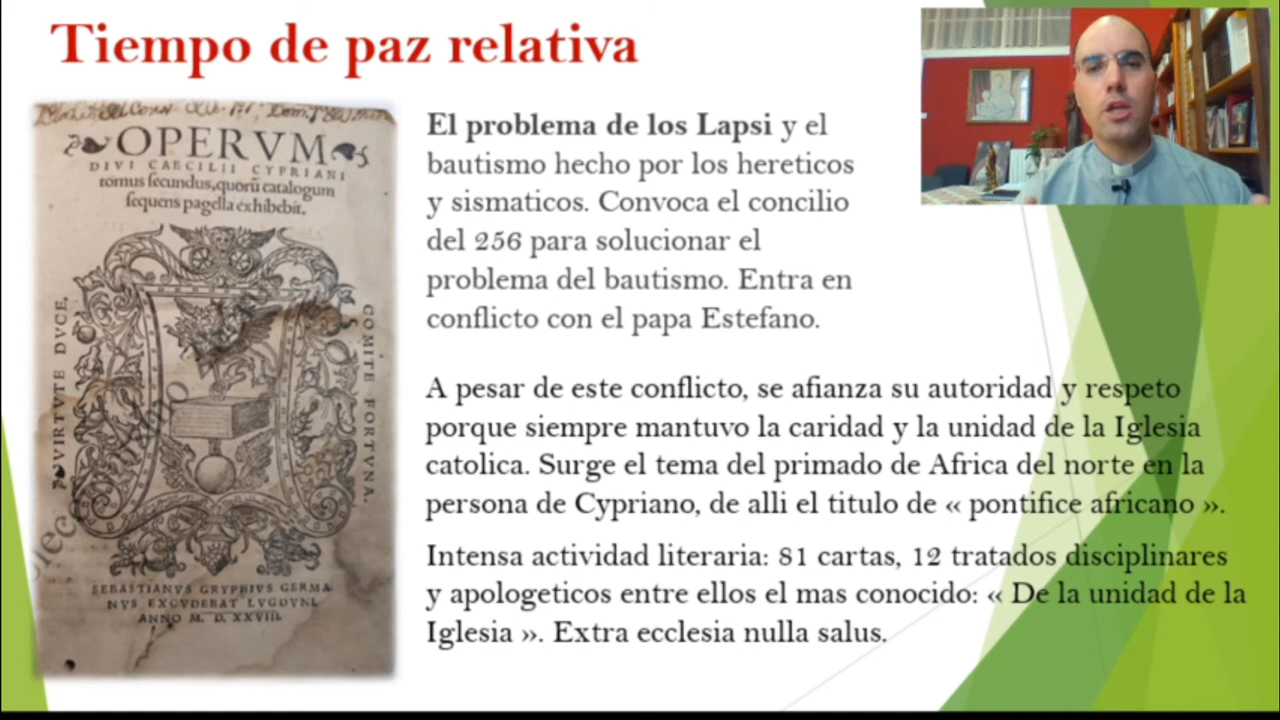 Tiempo de paz relativa
OPERVM
DIVI CAECILII CYPRIANI
tomus secundus, quorū catalogum
sequens pagella exhibebit.
VIRTVTE DVCE,
COMITE FORTVNA.
SEBASTIANVS GRYPHIVS GERMA
NVS EXCVDEBAT LVGDVNI
ANNO M. D. XXVIII.
El problema de los Lapsi y el
bautismo hecho por los hereticos
y sismaticos. Convoca el concilio
del 256 para solucionar el
problema del bautismo. Entra en
conflicto con el papa Estefano.
A pesar de este conflicto, se afianza su autoridad y respeto
porque siempre mantuvo la caridad y la unidad de la Iglesia
catolica. Surge el tema del primado de Africa del norte en la
persona de Cypriano, de alli el titulo de « pontifice africano ».
Intensa actividad literaria: 81 cartas, 12 tratados disciplinares
y apologeticos entre ellos el mas conocido: « De la unidad de la
Iglesia ». Extra ecclesia nulla salus.